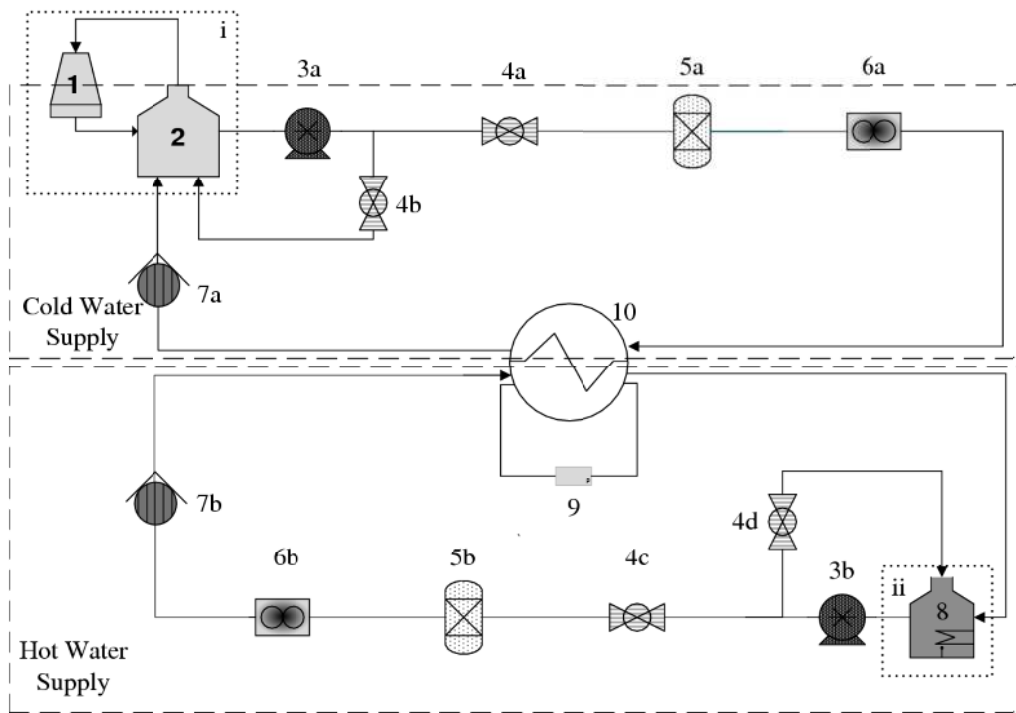 i
1
2
3a
4a
5a
6a
4b
7a
Cold Water
Supply
10
9
7b
6b
5b
4c
4d
3b
ii
8
Hot Water
Supply